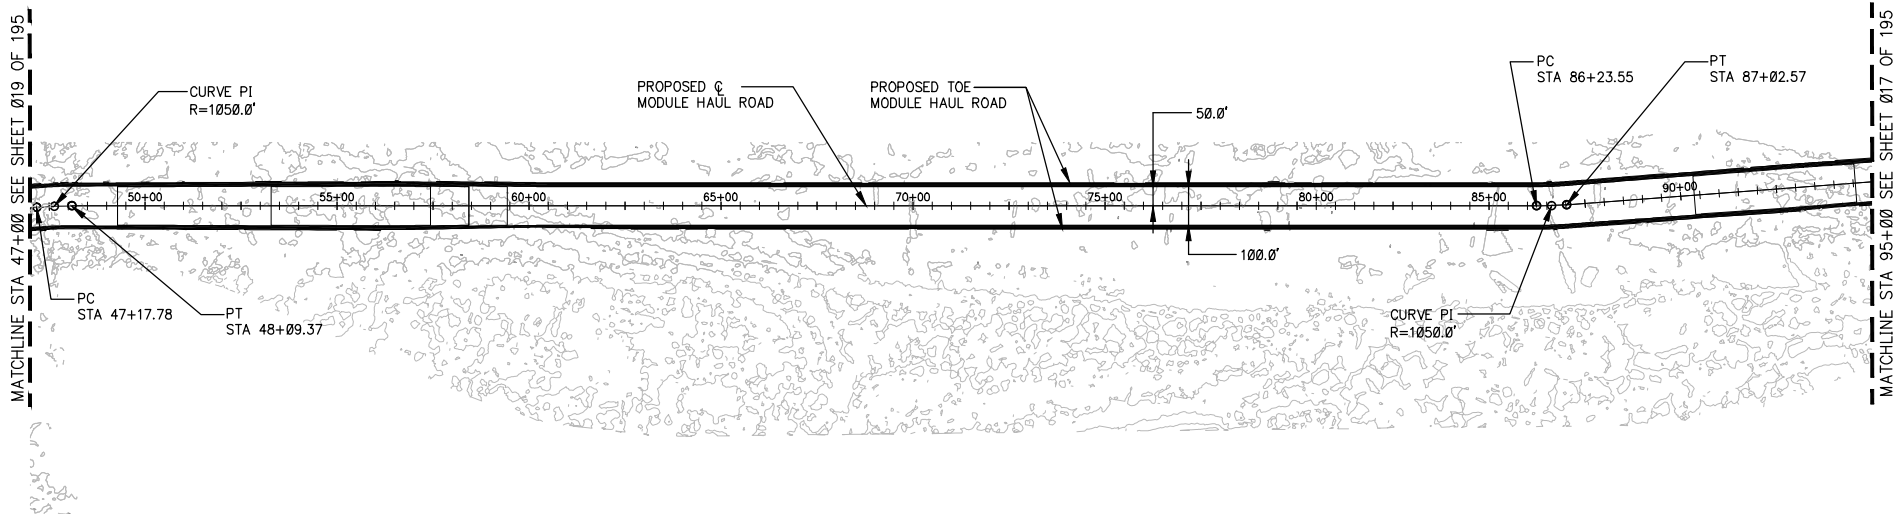 MATCHLINE STA 47+00 SEE SHEET 019 OF 195
CURVE PI
R=1050.0'
PROPOSED ℄
MODULE HAUL ROAD
PROPOSED TOE
MODULE HAUL ROAD
50.0'
PC
STA 86+23.55
PT
STA 87+02.57
50+00
55+00
60+00
65+00
70+00
75+00
80+00
85+00
90+00
100.0'
PC
STA 47+17.78
PT
STA 48+09.37
CURVE PI
R=1050.0'
MATCHLINE STA 95+00 SEE SHEET 017 OF 195